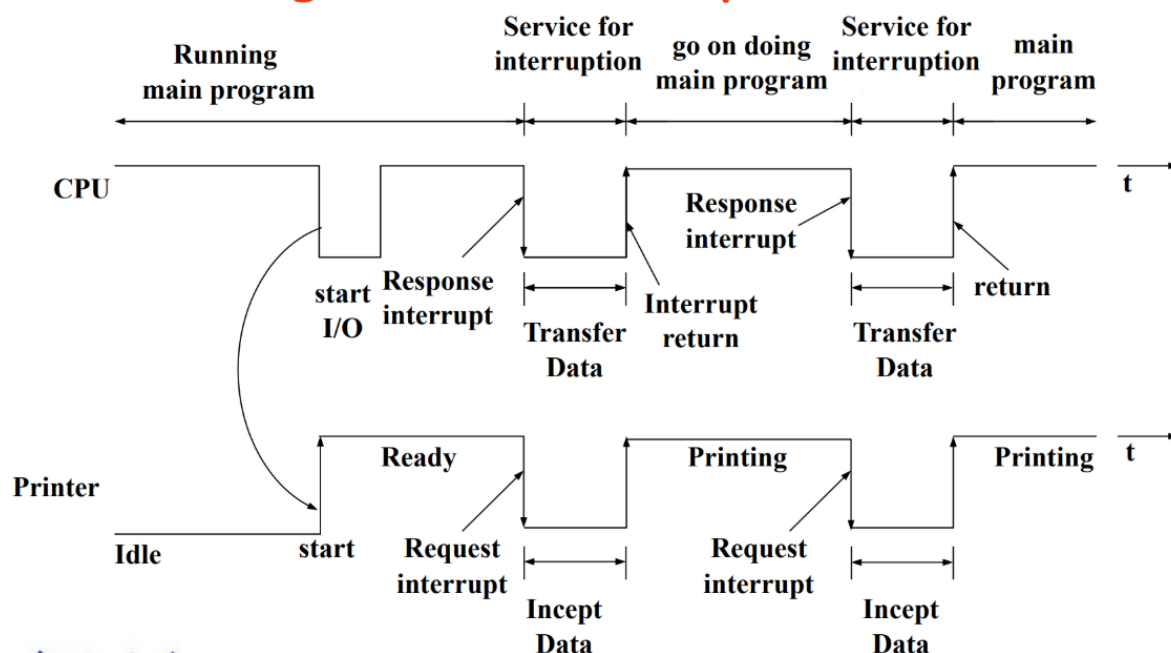 Running
main program
Service for
interruption
go on doing
main program
Service for
interruption
main
program
CPU
t
start
I/O
Response
interrupt
Transfer
Data
Interrupt
return
Response
interrupt
Transfer
Data
return
Printer
Idle
start
Ready
Request
interrupt
Incept
Data
Printing
Request
interrupt
Incept
Data
Printing
t